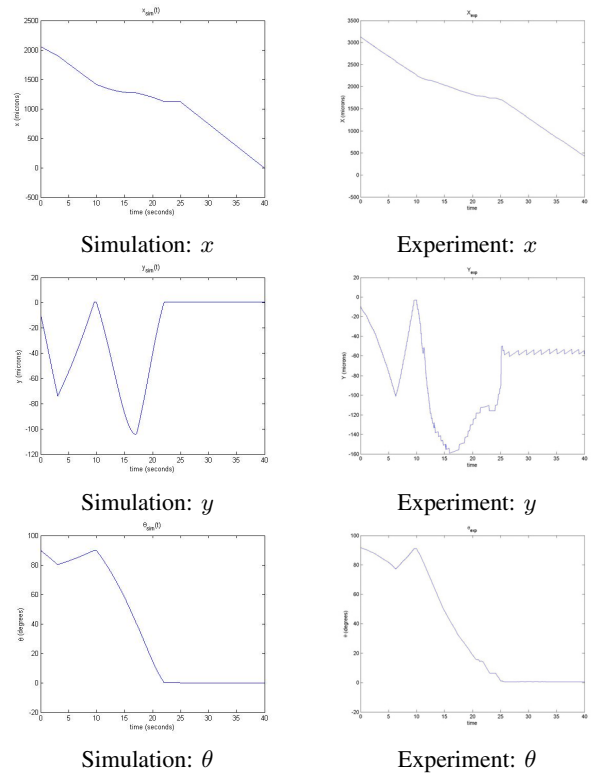 x_sim(t)
x_exp
3500
3000
2500
2000
1500
1000
500
0
-500
x (microns)
0 5 10 15 20 25 30 35 40
time (seconds)
2500
2000
1500
1000
500
0
-500
X (microns)
0 5 10 15 20 25 30 35 40
time
Simulation: x
Experiment: x
y_sim(t)
20
0
-20
-40
-60
-80
-100
-120
y (microns)
0 5 10 15 20 25 30 35 40
time (seconds)
Y_exp
20
0
-20
-40
-60
-80
-100
-120
-140
-160
Y (microns)
0 5 10 15 20 25 30 35 40
time
Simulation: y
Experiment: y
θ_sim(t)
100
80
60
40
20
0
-20
θ (degrees)
0 5 10 15 20 25 30 35 40
time (seconds)
100
80
60
40
20
0
-20
(degrees)
0 5 10 15 20 25 30 35 40
time
Simulation: θ
Experiment: θ